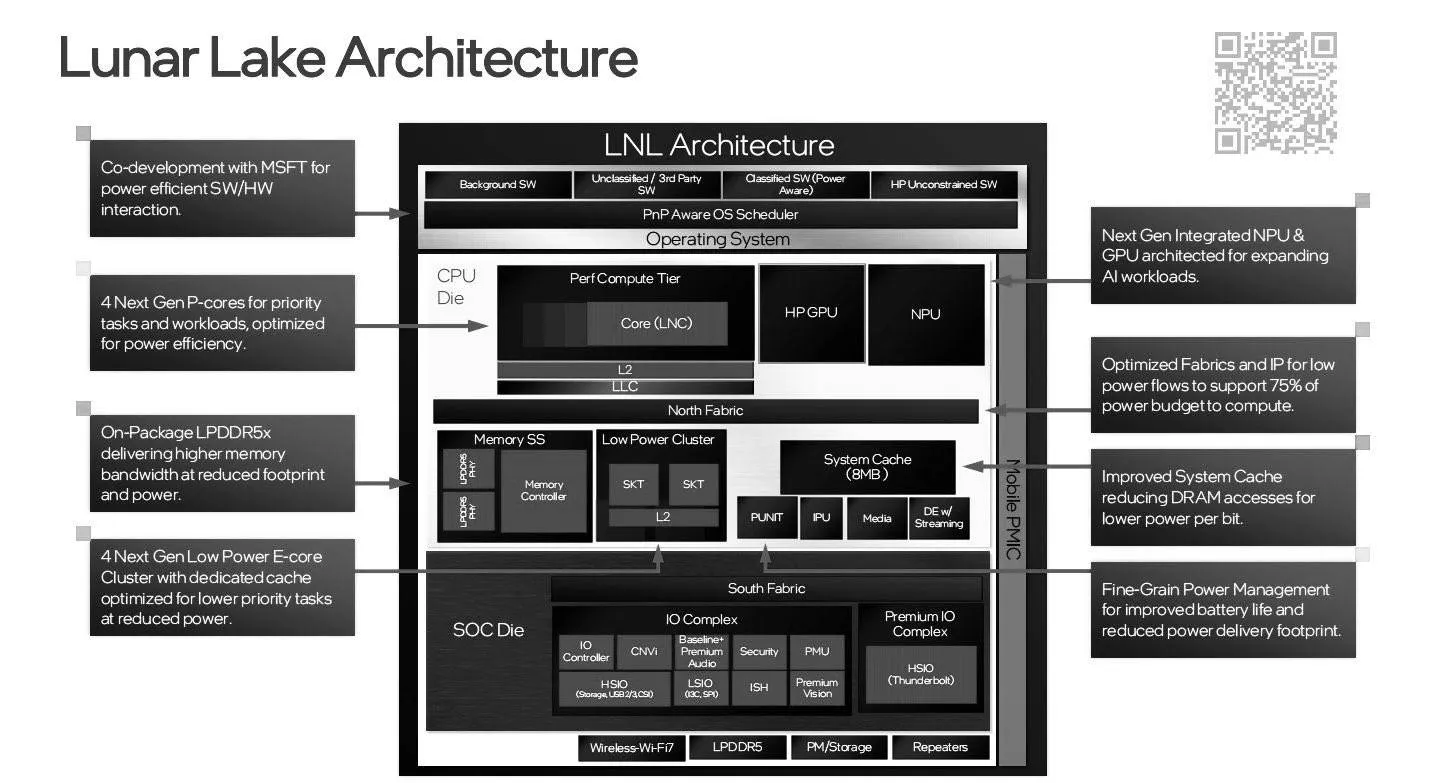 Lunar Lake Architecture
Co-development with MSFT for
power efficient SW/HW
interaction.
4 Next Gen P-cores for priority
tasks and workloads, optimized
for power efficiency.
On-Package LPDDR5x
delivering higher memory
bandwidth at reduced footprint
and power.
4 Next Gen Low Power E-core
Cluster with dedicated cache
optimized for lower priority tasks
at reduced power.
LNL Architecture
Background SW
Unclassified / 3rd Party
SW
Classified SW (Power
Aware)
HP Unconstrained SW
PnP Aware OS Scheduler
Operating System
CPU
Die
Perf Compute Tier
Core (LNC)
L2
LLC
HP GPU
NPU
North Fabric
Memory SS
LPDDR5
PHY
LPDDR5
PHY
Memory
Controller
Low Power Cluster
SKT
SKT
L2
System Cache
(8MB)
PUNIT
IPU
Media
DE w/
Streaming
Mobile PMIC
SOC Die
South Fabric
IO Complex
IO
Controller
CNVi
Baseline+
Premium
Audio
Security
PMU
HSIO
(Storage, USB2/3,CSI)
LSIO
(I3C, SPI)
ISH
Premium
Vision
Premium IO
Complex
HSIO
(Thunderbolt)
Wireless-Wi-Fi7
LPDDR5
PM/Storage
Repeaters
Next Gen Integrated NPU &
GPU architected for expanding
AI workloads.
Optimized Fabrics and IP for low
power flows to support 75% of
power budget to compute.
Improved System Cache
reducing DRAM accesses for
lower power per bit.
Fine-Grain Power Management
for improved battery life and
reduced power delivery footprint.